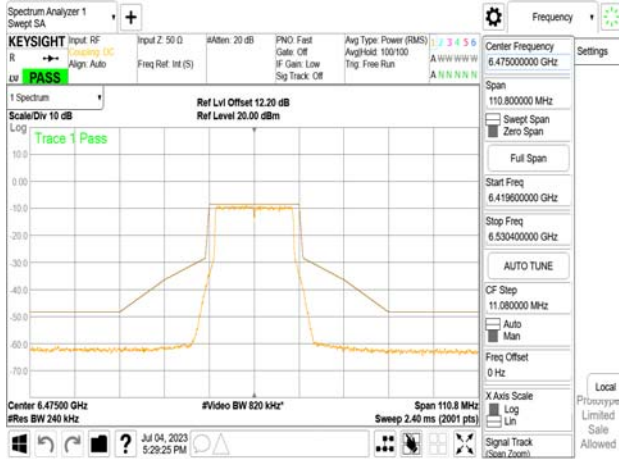 Spectrum Analyzer 1
Swept SA
+
Frequency
KEYSIGHT
Input: RF
Coupling: DC
Align: Auto
Input Z: 50 Ω
Freq Ref: Int (S)
#Atten: 20 dB
PNO: Fast
Gate: Off
IF Gain: Low
Sig Track: Off
Avg Type: Power (RMS)
Avg|Hold: 100/100
Trig: Free Run
1 2 3 4 5 6
A W W W W W
A N N N N N
R
LV PASS
Center Frequency
6.475000000 GHz
Settings
Span
110.800000 MHz
Swept Span
Zero Span
Full Span
Start Freq
6.419600000 GHz
Stop Freq
6.530400000 GHz
AUTO TUNE
CF Step
11.080000 MHz
Auto
Man
Freq Offset
0 Hz
X Axis Scale
Log
Lin
Signal Track
(Span Zoom)
Local
Prototype
Limited
Sale
Allowed
1 Spectrum
Scale/Div 10 dB
Ref Lvl Offset 12.20 dB
Ref Level 20.00 dBm
Log
Trace 1 Pass
10.0
0.00
-10.0
-20.0
-30.0
-40.0
-50.0
-60.0
-70.0
Center 6.47500 GHz
#Res BW 240 kHz
#Video BW 820 kHz*
Span 110.8 MHz
Sweep 2.40 ms (2001 pts)
?
Jul 04, 2023
5:29:25 PM